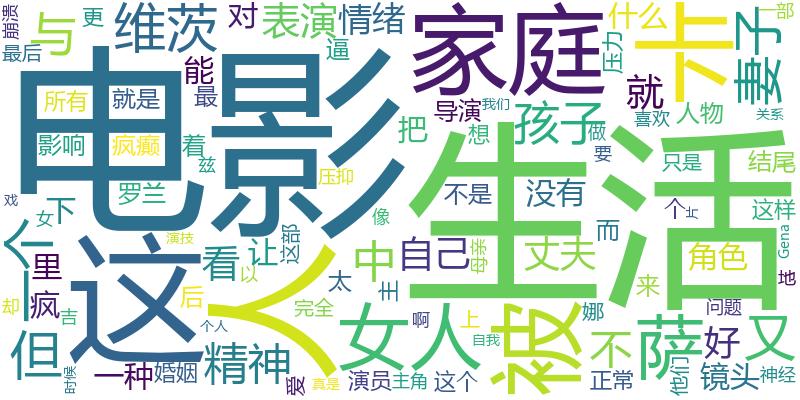 崩溃 更 维茨 对 表演 情绪 家庭 什么 卡 一部
最后 与 能 逼 压力 妻子
电影 所有 就是 最 导演 我们 就 喜欢 人物 关系
影响 疯癫 着 把 想 孩子 做 要 只是 结尾
兹 压抑 生活
戏 女 下 罗兰 像 不是 没有 个 片 这样
一个 里 这 演技 看 让 这部 中 自己 母亲 丈夫 而 角色 Gena
却 疯 吉 后 以 人 太 主 来 地
完全 女人 啊 上 被 娜 不 萨 问题 好 又
但 时候 一种 婚姻 个人 精神 爱 真是 演员 主角 这个 自我 正常 他们 镜头 神经